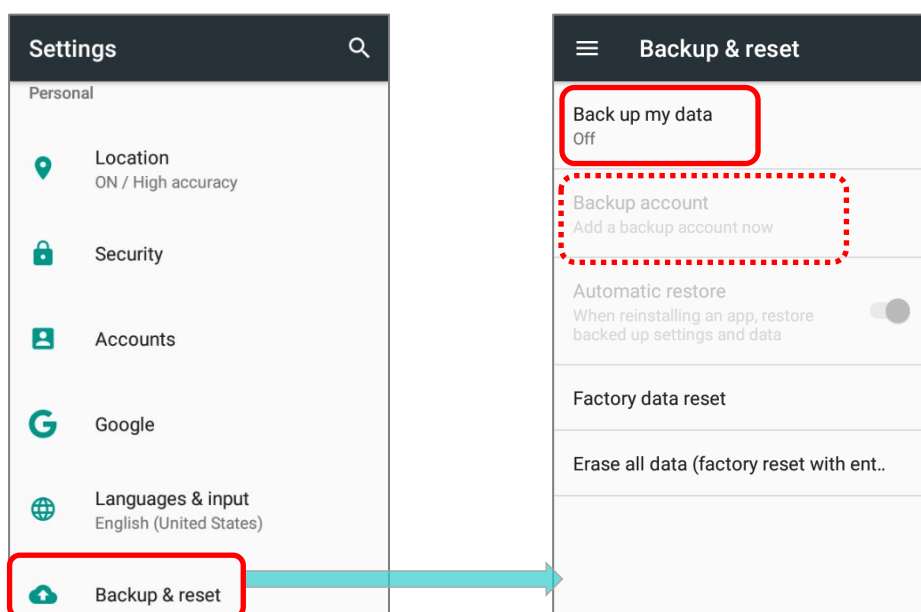 Settings
Personal
Location
ON / High accuracy
Security
Accounts
Google
Languages & input
English (United States)
Backup & reset
Backup & reset
Back up my data
Off
Backup account
Add a backup account now
Automatic restore
When reinstalling an app, restore
backed up settings and data
Factory data reset
Erase all data (factory reset with ent..